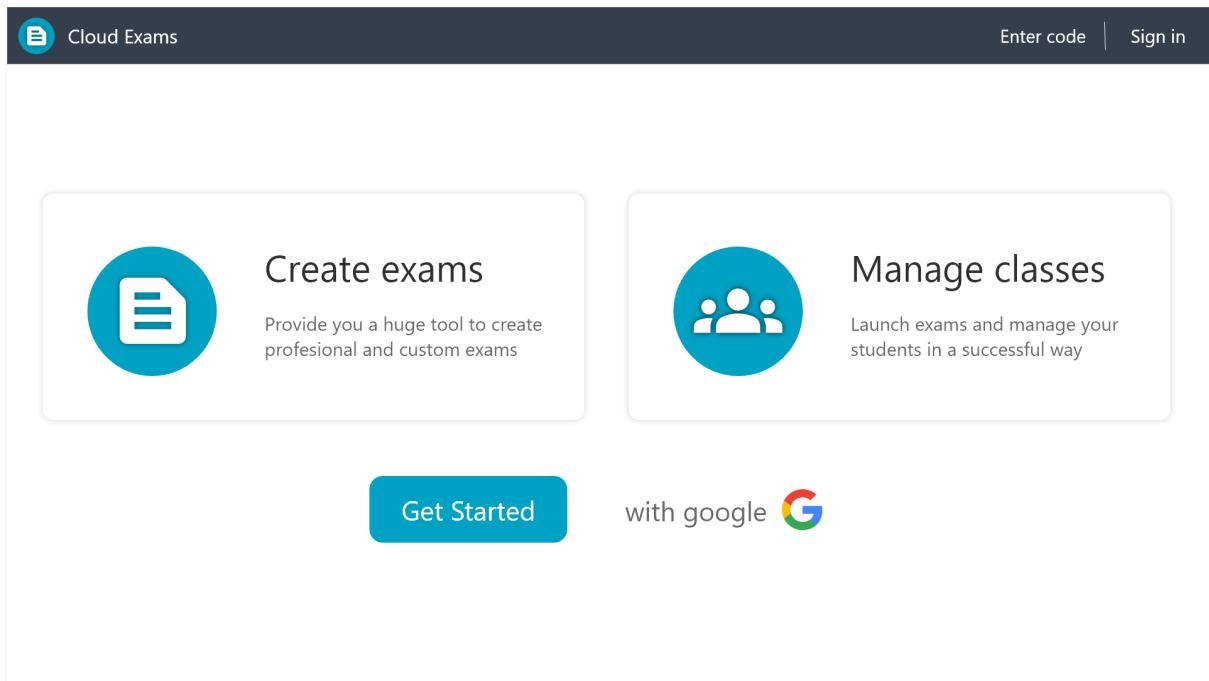 Cloud Exams
Enter code
Sign in
Create exams
Provide you a huge tool to create
profesional and custom exams
Manage classes
Launch exams and manage your
students in a successful way
Get Started
with google